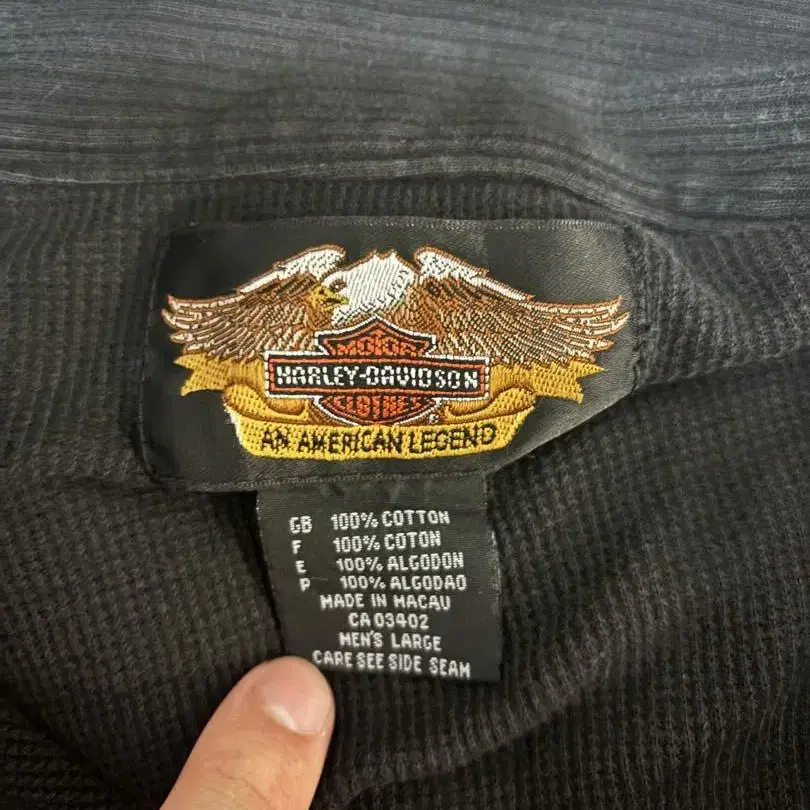 MOTOR
HARLEY-DAVIDSON
CLOTHES
AN AMERICAN LEGEND
GB 100% COTTON
F 100% COTON
E 100% ALGODON
P 100% ALGODAO
MADE IN MACAU
CA 03402
MEN'S LARGE
CARE SEE SIDE SEAM